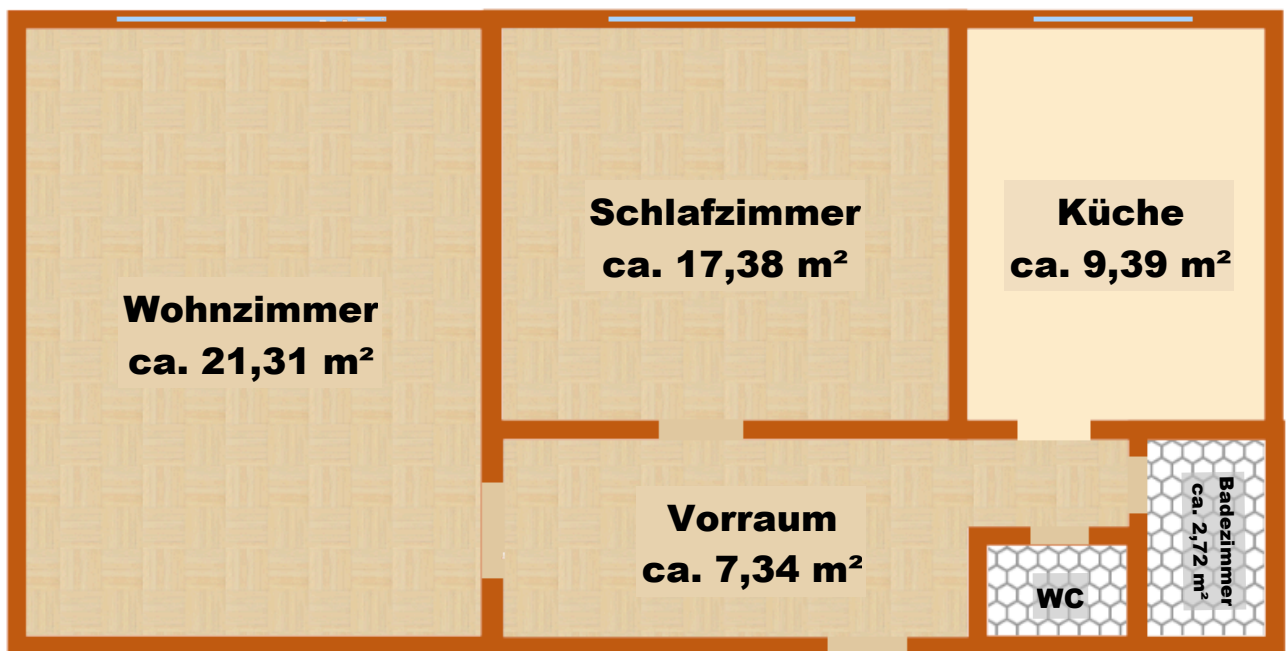 Wohnzimmer
ca. 21,31 m²
Schlafzimmer
ca. 17,38 m²
Küche
ca. 9,39 m²
Vorraum
ca. 7,34 m²
WC
Badezimmer
ca. 2,72 m²